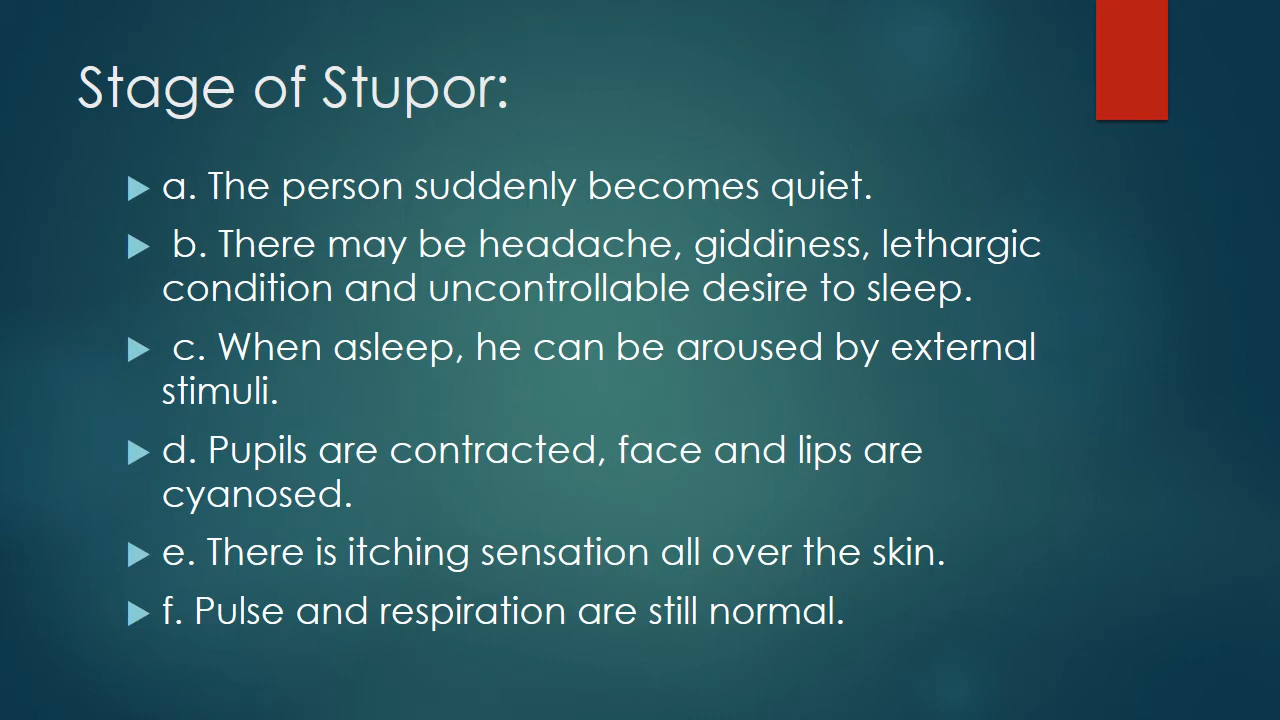 Stage of Stupor:
a. The person suddenly becomes quiet.
b. There may be headache, giddiness, lethargic
condition and uncontrollable desire to sleep.
c. When asleep, he can be aroused by external
stimuli.
d. Pupils are contracted, face and lips are
cyanosed.
e. There is itching sensation all over the skin.
f. Pulse and respiration are still normal.